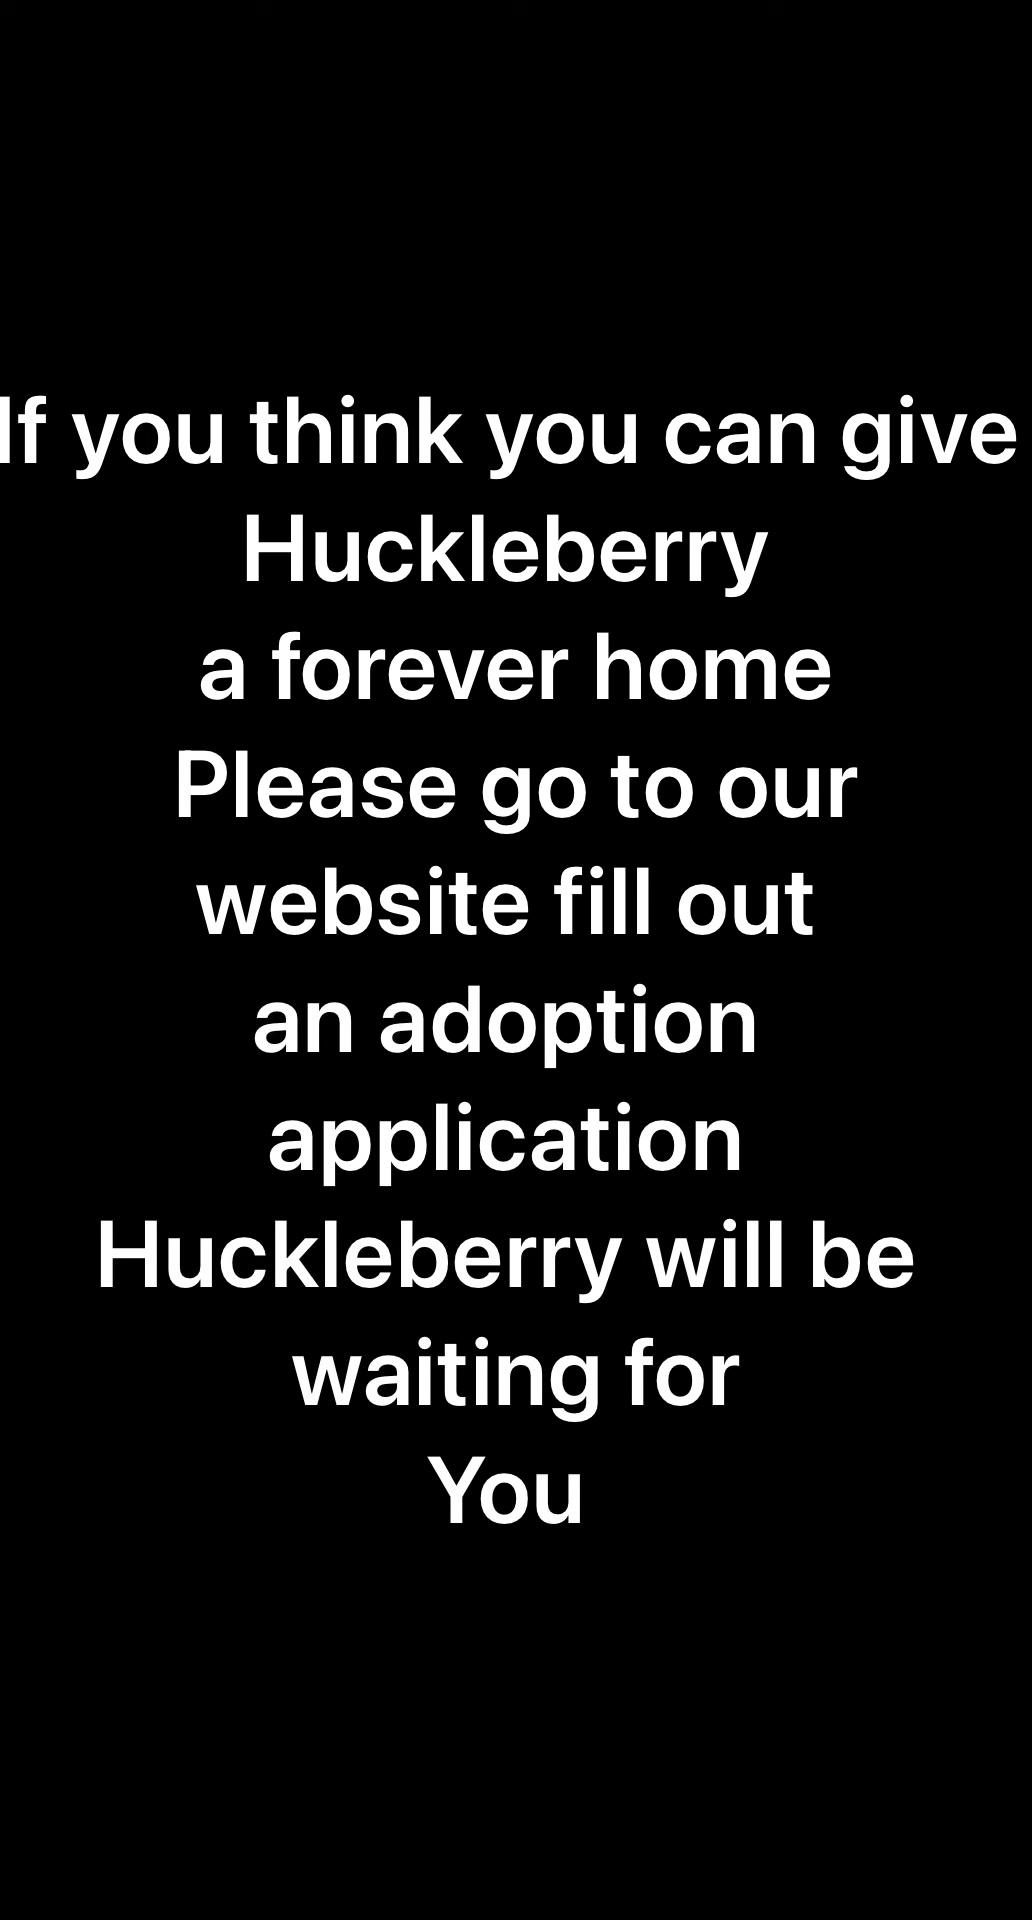 If you think you can give
Huckleberry
a forever home
Please go to our
website fill out
an adoption
application
Huckleberry will be
waiting for
You